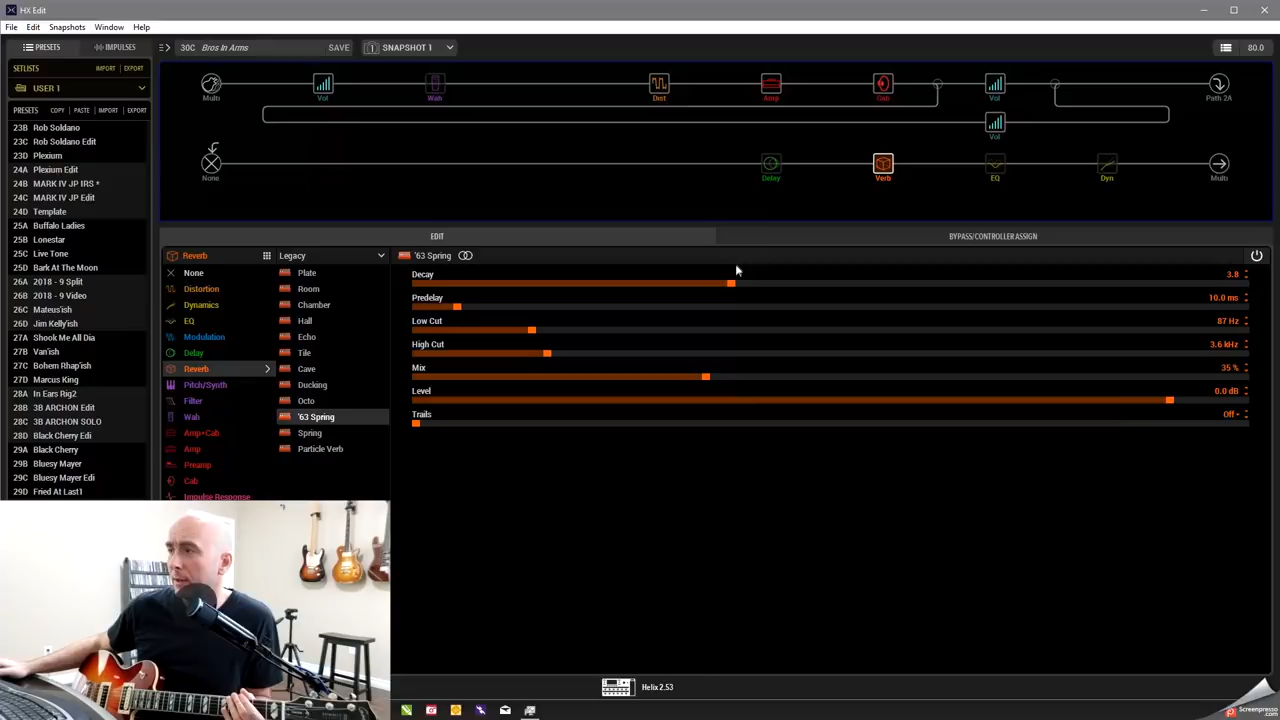 HX Edit
File Edit Snapshots Window Help
PRESETS IMPULSES 30C Bros In Arms SAVE 1 SNAPSHOT 1 80.0
SETLISTS IMPORT EXPORT
USER 1
PRESETS COPY PASTE IMPORT EXPORT
23B Rob Soldano
23C Rob Soldano Edit
23D Plexium
24A Plexium Edit
24B MARK IV JP IRS *
24C MARK IV JP Edit
24D Template
25A Buffalo Ladies
25B Lonestar
25C Live Tone
25D Bark At The Moon
26A 2018 - 9 Split
26B 2018 - 9 Video
26C Mateus'ish
26D Jim Kelly'ish
27A Shook Me All Dia
27B Van'ish
27C Bohem Rhap'ish
27D Marcus King
28A In Ears Rig2
28B 3B ARCHON Edit
28C 3B ARCHON SOLO
28D Black Cherry Edi
29A Black Cherry
29B Bluesy Mayer
29C Bluesy Mayer Edi
29D Fried At Last1
Multi Vol Wah Dist Amp Cab Vol Path 2A
Vol
None Delay Verb EQ Dyn Multi
EDIT BYPASS/CONTROLLER ASSIGN
Reverb Legacy '63 Spring
None
Distortion
Dynamics
EQ
Modulation
Delay
Reverb
Pitch/Synth
Filter
Wah
Amp+Cab
Amp
Preamp
Cab
Impulse Response
Plate
Room
Chamber
Hall
Echo
Tile
Cave
Ducking
Octo
'63 Spring
Spring
Particle Verb
Decay 3.8
Predelay 10.0 ms
Low Cut 87 Hz
High Cut 3.6 kHz
Mix 35 %
Level 0.0 dB
Trails Off
Helix 2.53
Screenpresso
.com